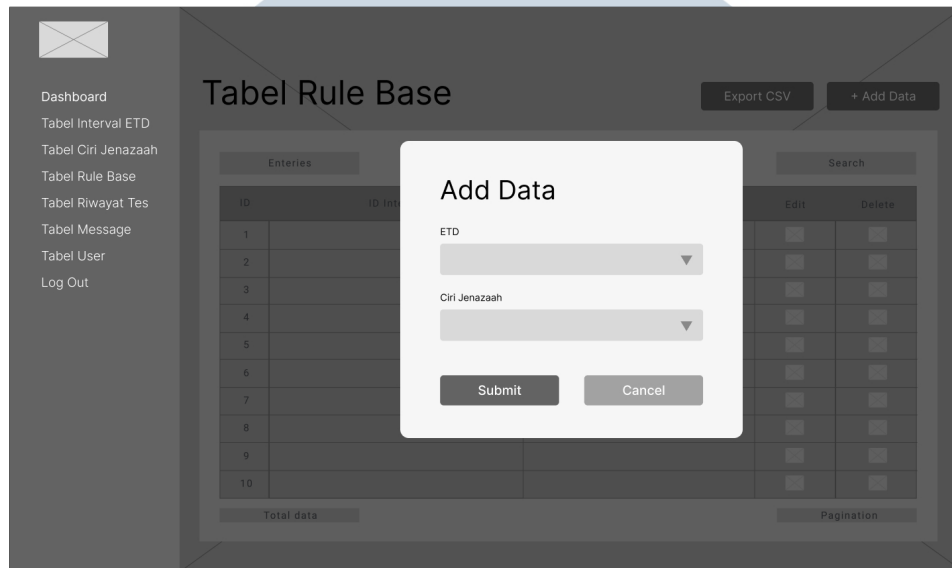 Dashboard
Tabel Interval ETD
Tabel Ciri Jenazaah
Tabel Rule Base
Tabel Riwayat Tes
Tabel Message
Tabel User
Log Out
Tabel Rule Base
Export CSV
+ Add Data
Enteries
Search
ID
ID Int
Edit
Delete
1
2
3
4
5
6
7
8
9
10
Total data
Pagination
Add Data
ETD
Ciri Jenazaah
Submit
Cancel